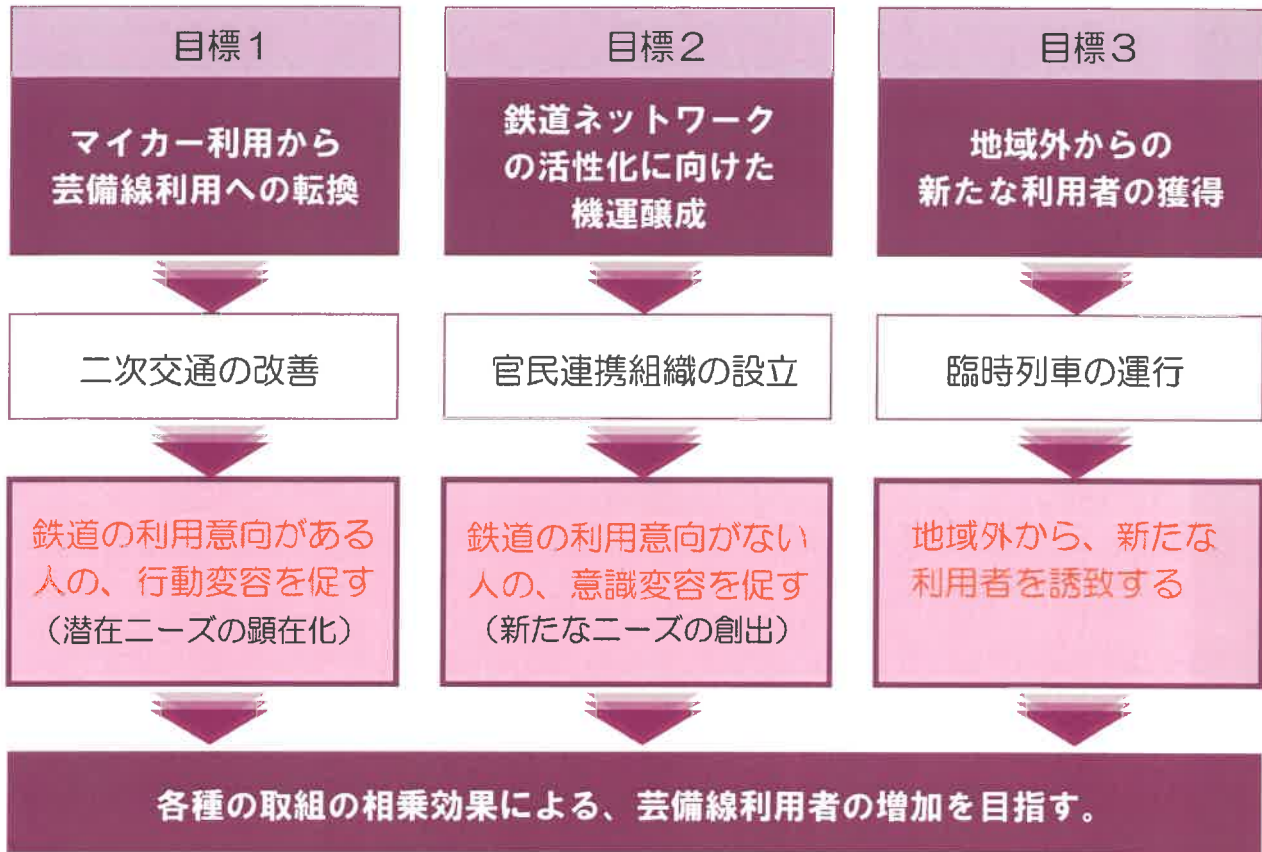 目標1
マイカー利用から
芸備線利用への転換
二次交通の改善
鉄道の利用意向がある
人の、行動変容を促す
(潜在ニーズの顕在化)
目標2
鉄道ネットワーク
の活性化に向けた
機運醸成
官民連携組織の設立
鉄道の利用意向がない
人の、意識変容を促す
(新たなニーズの創出)
目標3
地域外からの
新たな利用者の獲得
臨時列車の運行
地域外から、新たな
利用者を誘致する
各種の取組の相乗効果による、芸備線利用者の増加を目指す。